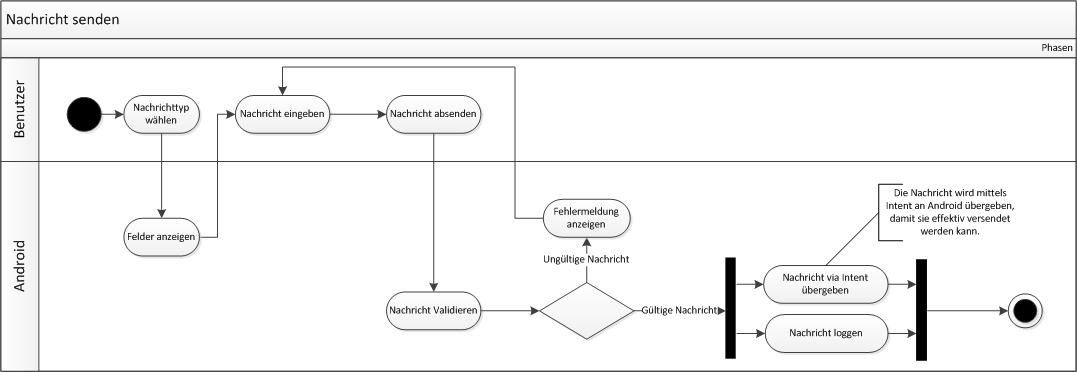 Nachricht senden
Phasen
Benutzer
Nachrichttyp
wählen
Nachricht eingeben
Nachricht absenden
Android
Felder anzeigen
Fehlermeldung
anzeigen
Die Nachricht wird mittels
Intent an Android übergeben,
damit sie effektiv versendet
werden kann.
Ungültige Nachricht
Nachricht via Intent
übergeben
Nachricht Validieren
Gültige Nachricht
Nachricht loggen